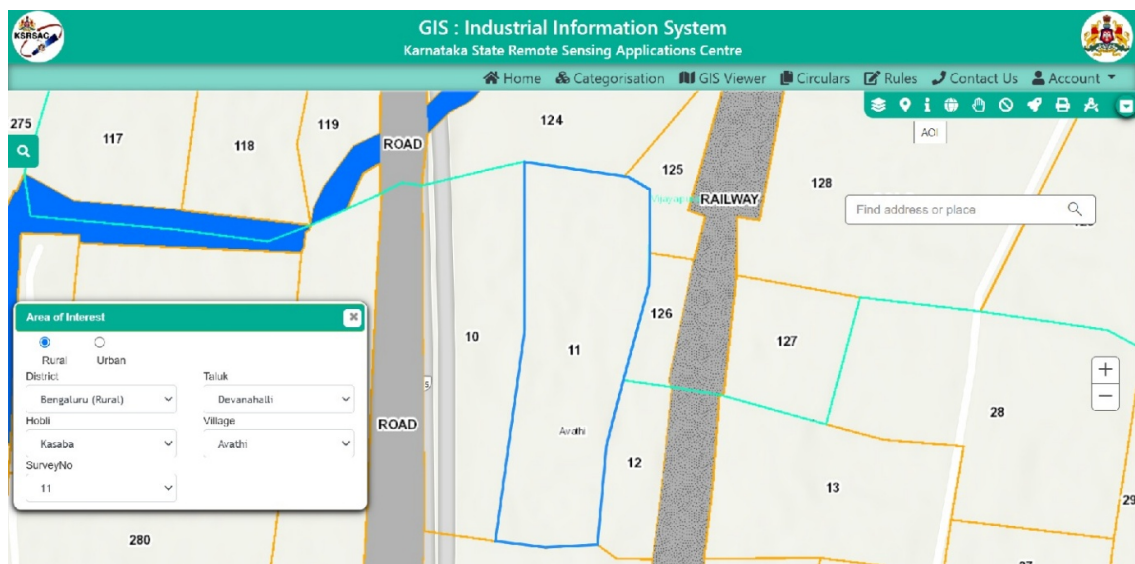 KSRSAC
GIS : Industrial Information System
Karnataka State Remote Sensing Applications Centre
Home Categorisation GIS Viewer Circulars Rules Contact Us Account
AOI
275
117
118
119
ROAD
124
125
RAILWAY
128
Find address or place
Area of Interest
Rural Urban
District Taluk
Bengaluru (Rural) Devanahalli
Hobli Village
Kasaba Avathi
SurveyNo
11
10
11
126
127
ROAD
Avathi
12
13
28
29
280
+
−